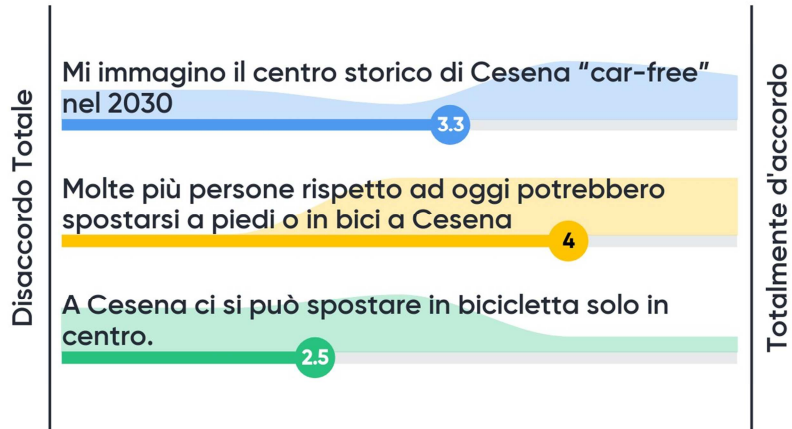 Disaccordo Totale
Mi immagino il centro storico di Cesena “car-free”
nel 2030
3.3
Molte più persone rispetto ad oggi potrebbero
spostarsi a piedi o in bici a Cesena
4
A Cesena ci si può spostare in bicicletta solo in
centro.
2.5
Totalmente d'accordo